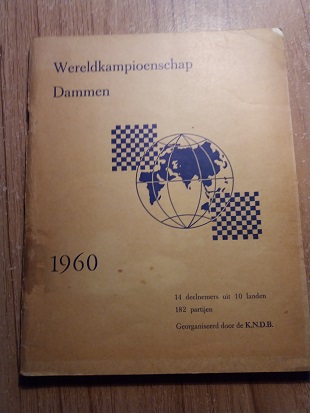 Wereldkampioenschap
Dammen
1960
14 deelnemers uit 10 landen
182 partijen
Georganiseerd door de K.N.D.B.